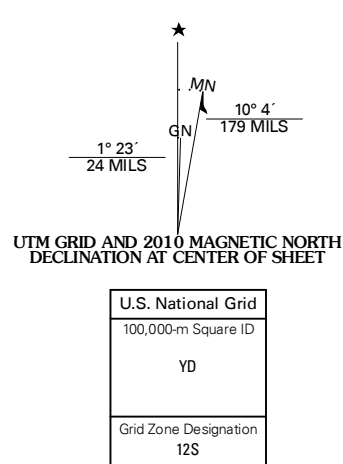 ★
MN
10° 4´
179 MILS
GN
1° 23´
24 MILS
UTM GRID AND 2010 MAGNETIC NORTH
DECLINATION AT CENTER OF SHEET
U.S. National Grid
100,000-m Square ID
YD
Grid Zone Designation
12S